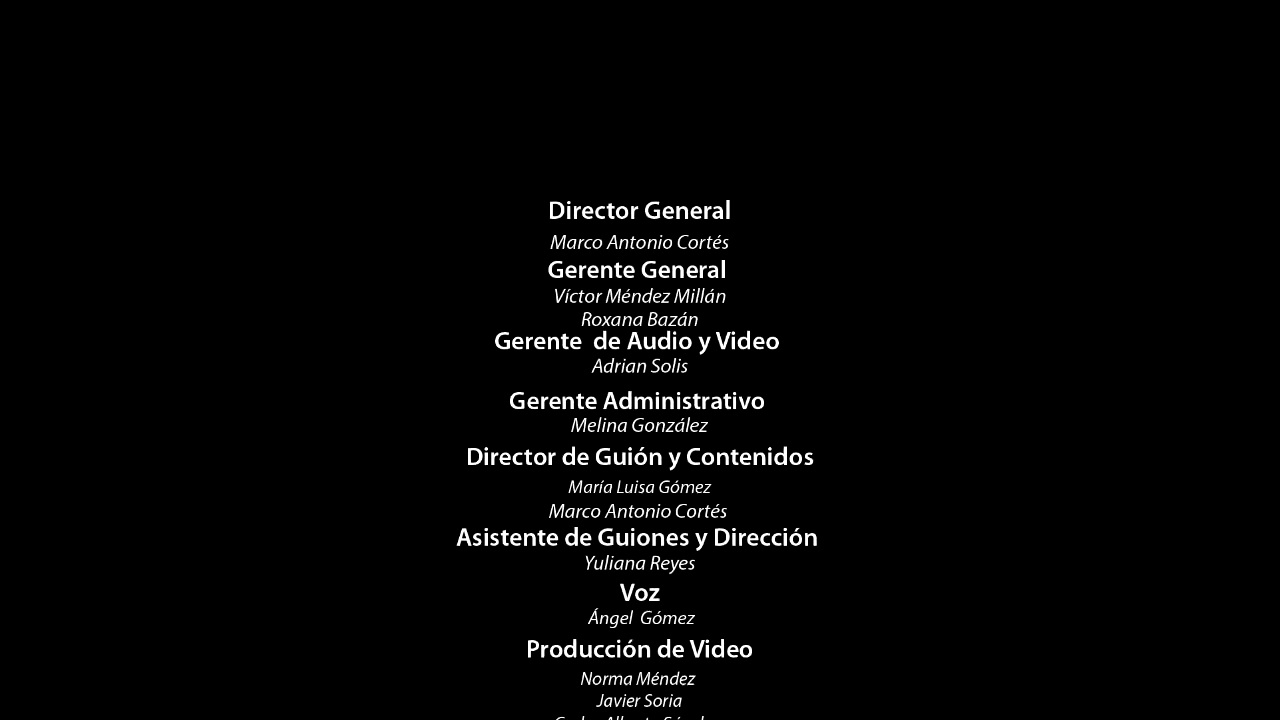 Director General
Marco Antonio Cortés
Gerente General
Víctor Méndez Millán
Roxana Bazán
Gerente  de Audio y Video
Adrian Solis
Gerente Administrativo
Melina González
Director de Guión y Contenidos
María Luisa Gómez
Marco Antonio Cortés
Asistente de Guiones y Dirección
Yuliana Reyes
Voz
Ángel  Gómez
Producción de Video
Norma Méndez
Javier Soria